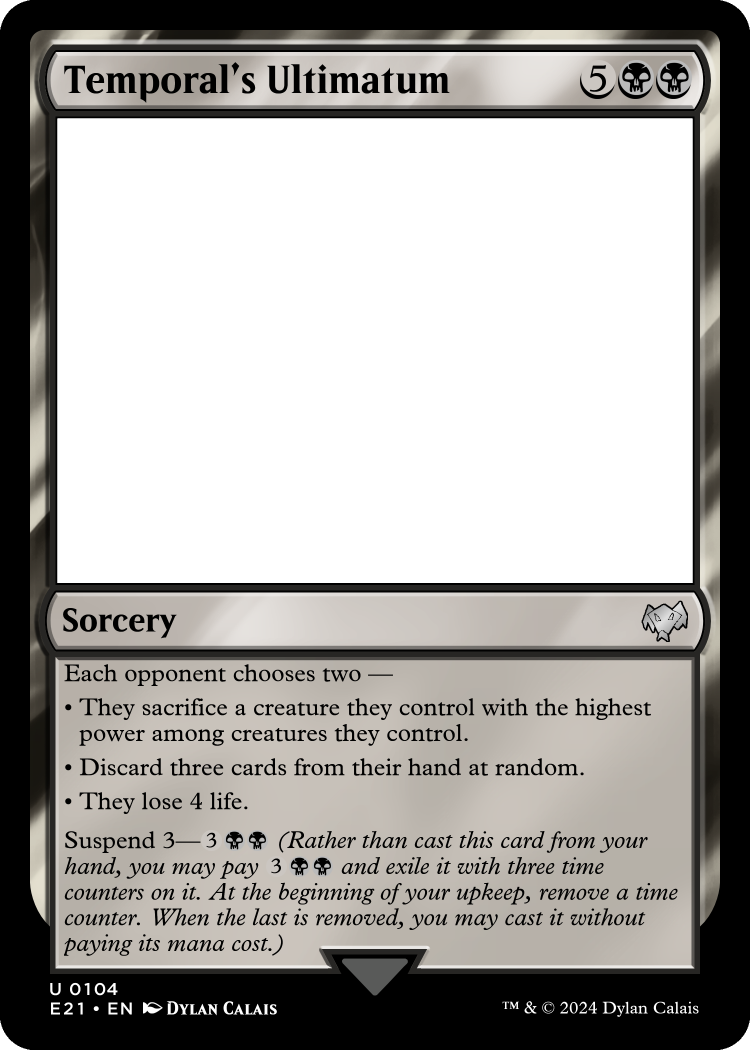 Temporal's Ultimatum 5
Sorcery
Each opponent chooses two —
• They sacrifice a creature they control with the highest
power among creatures they control.
• Discard three cards from their hand at random.
• They lose 4 life.
Suspend 3— 3 (Rather than cast this card from your
hand, you may pay 3 and exile it with three time
counters on it. At the beginning of your upkeep, remove a time
counter. When the last is removed, you may cast it without
paying its mana cost.)
U 0104
E21 • EN Dylan Calais
™ & © 2024 Dylan Calais